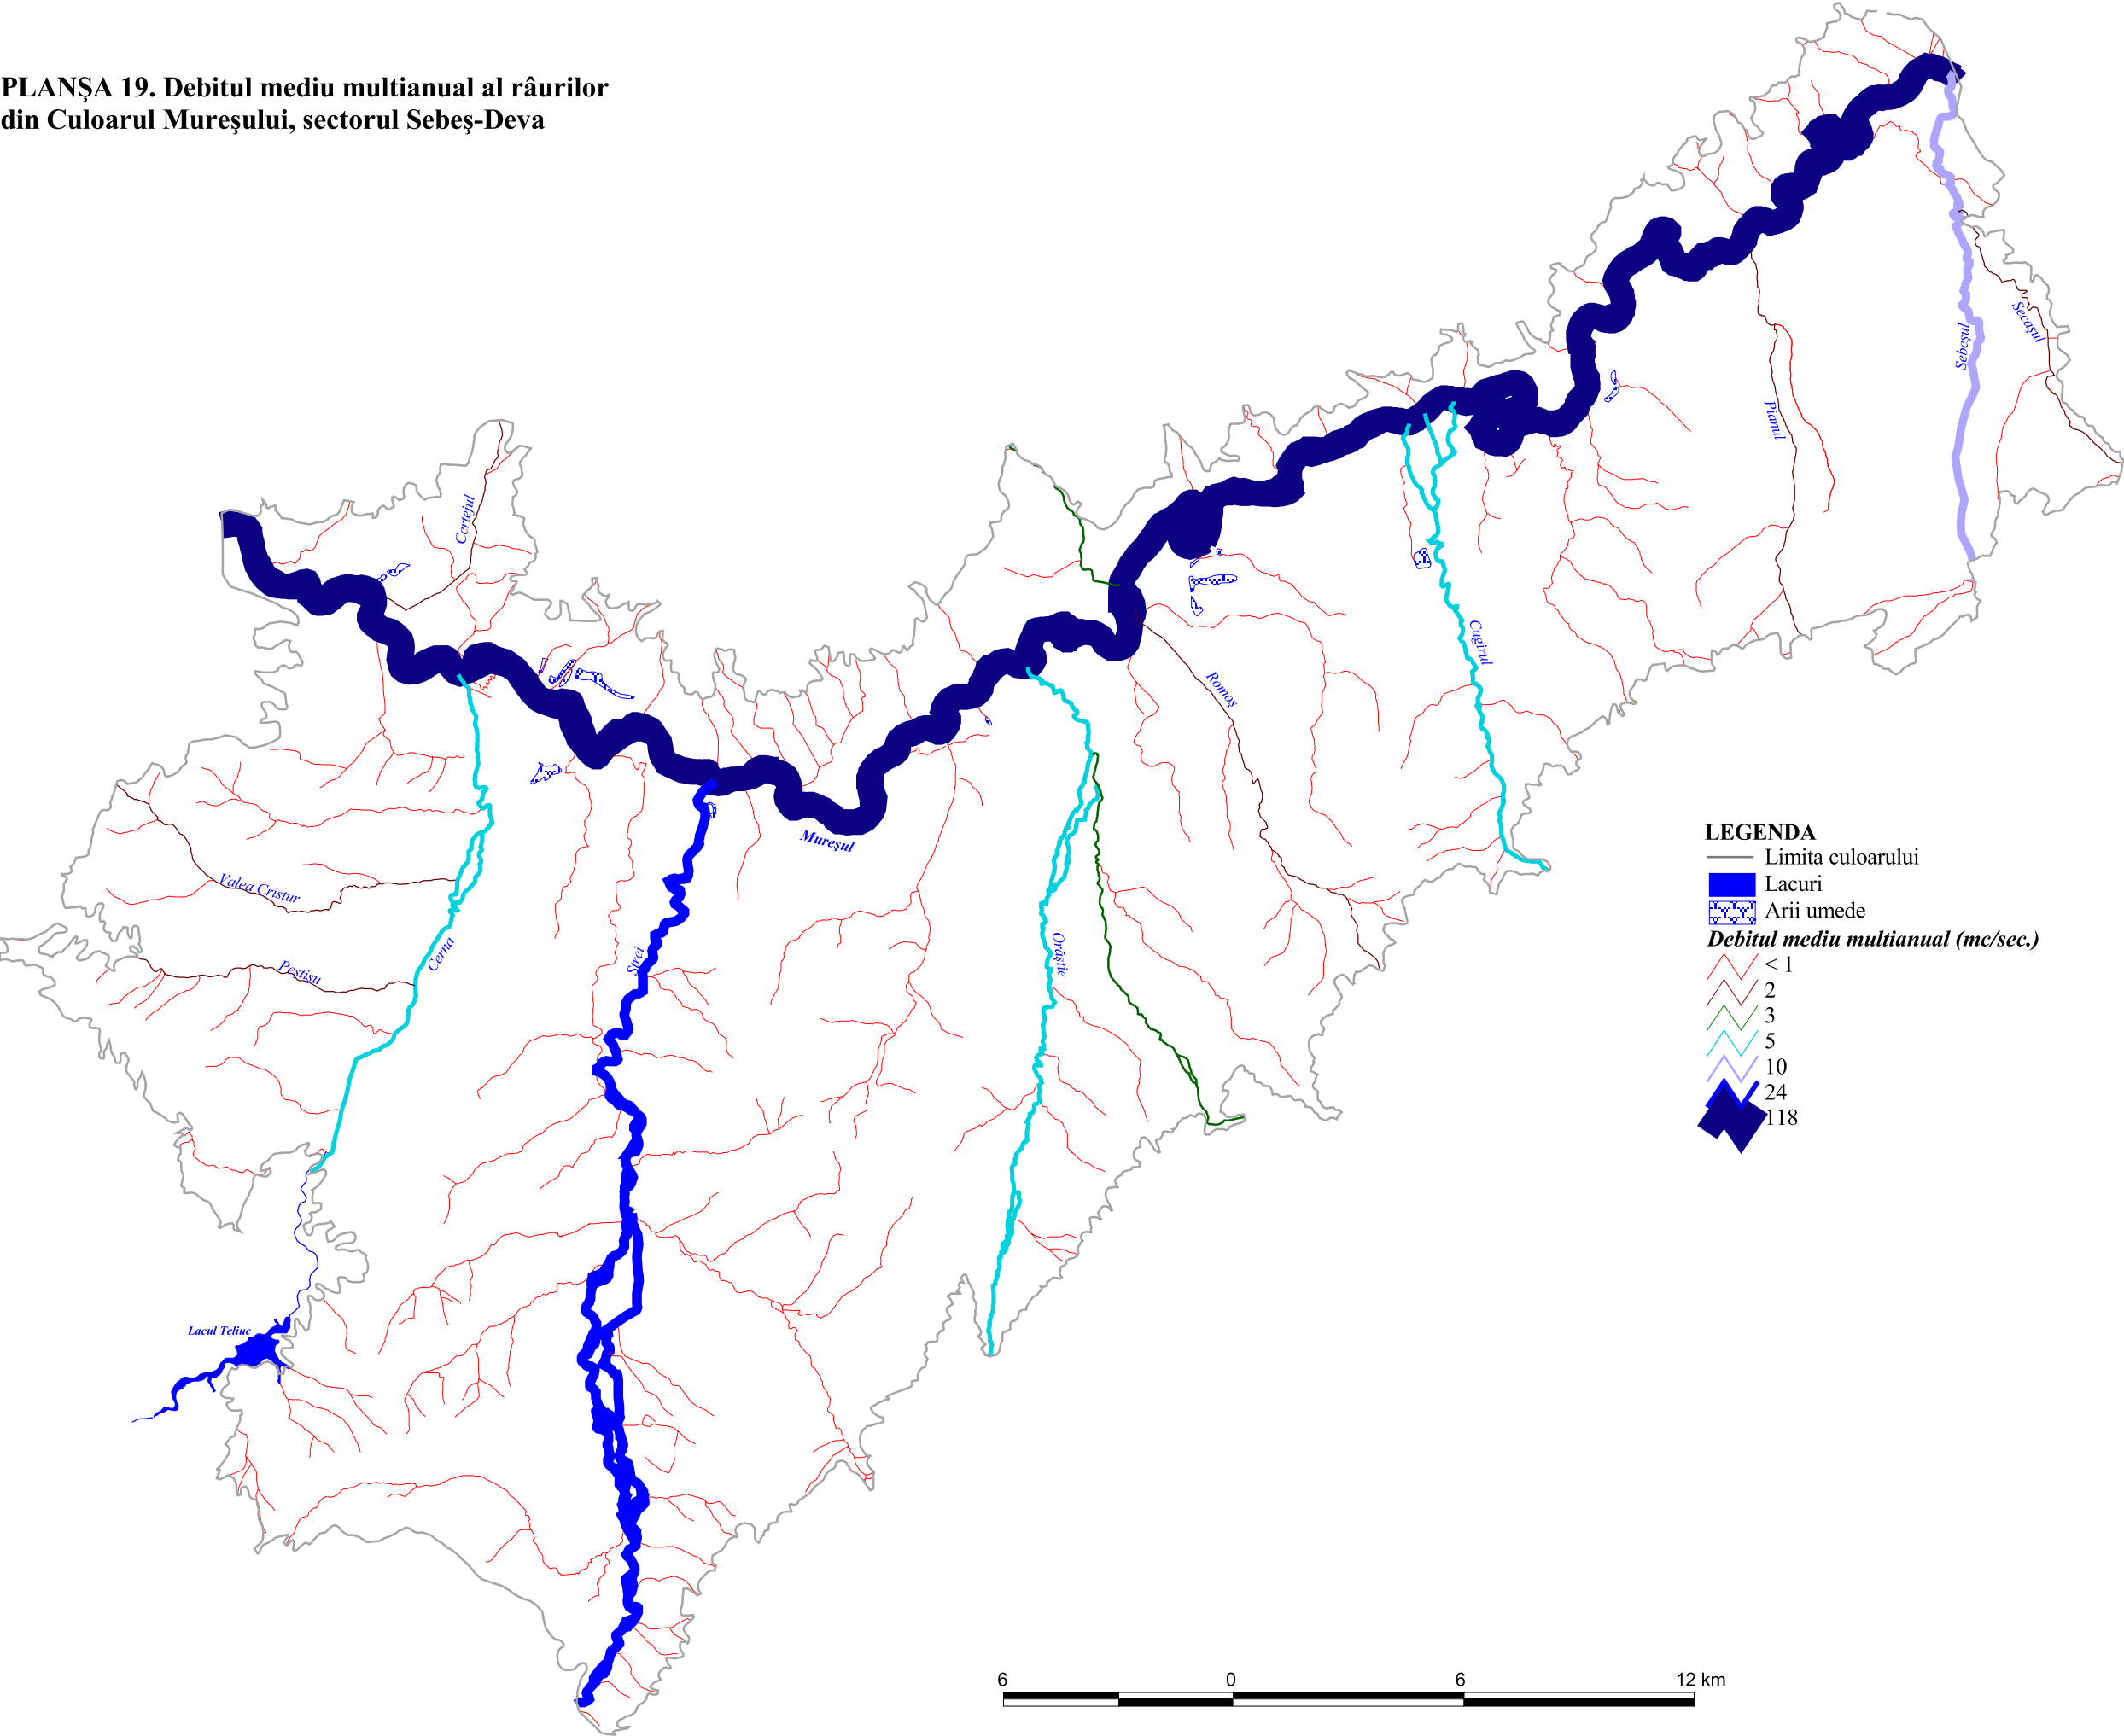 PLANŞA 19. Debitul mediu multianual al râurilor
din Culoarul Mureşului, sectorul Sebeş-Deva
Secaşul
Sebeşul
Pianul
Certejul
Cugirul
Romoş
Mureşul
Valea Cristur
Cerna
Peştişu
Strei
Orăştie
Lacul Teliuc
LEGENDA
Limita culoarului
Lacuri
Arii umede
Debitul mediu multianual (mc/sec.)
< 1
2
3
5
10
24
118
6 0 6 12 km